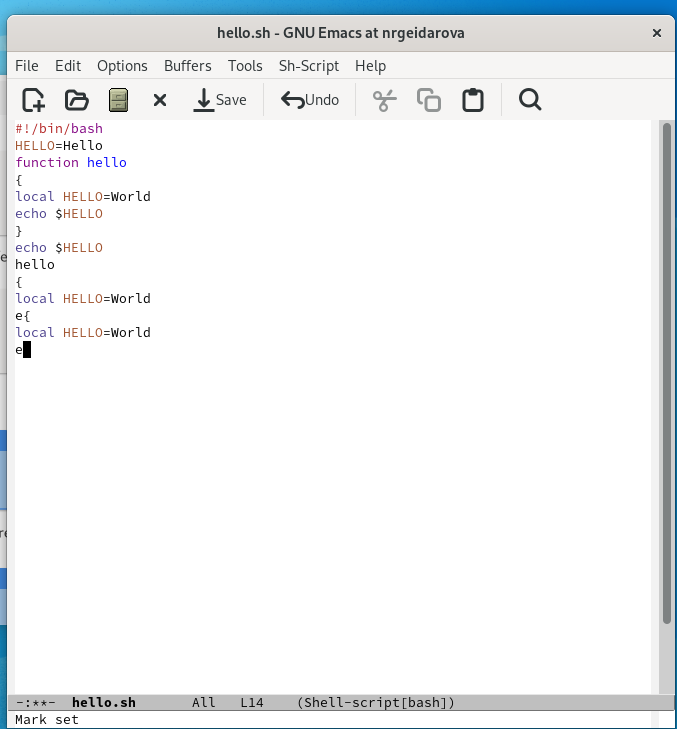 hello.sh - GNU Emacs at nrgeidarova
File Edit Options Buffers Tools Sh-Script Help
Save Undo
#!/bin/bash
HELLO=Hello
function hello
{
local HELLO=World
echo $HELLO
}
echo $HELLO
hello
{
local HELLO=World
e{
local HELLO=World
e
-:**- hello.sh All L14 (Shell-script[bash])
Mark set